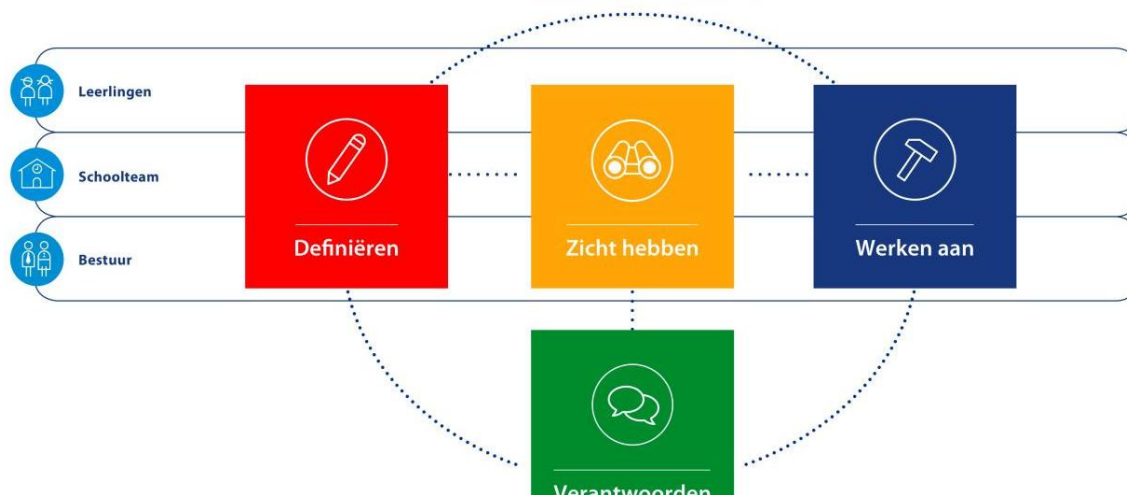 Leerlingen
Schoolteam
Bestuur
Definiëren
Zicht hebben
Werken aan
Verantwoorden